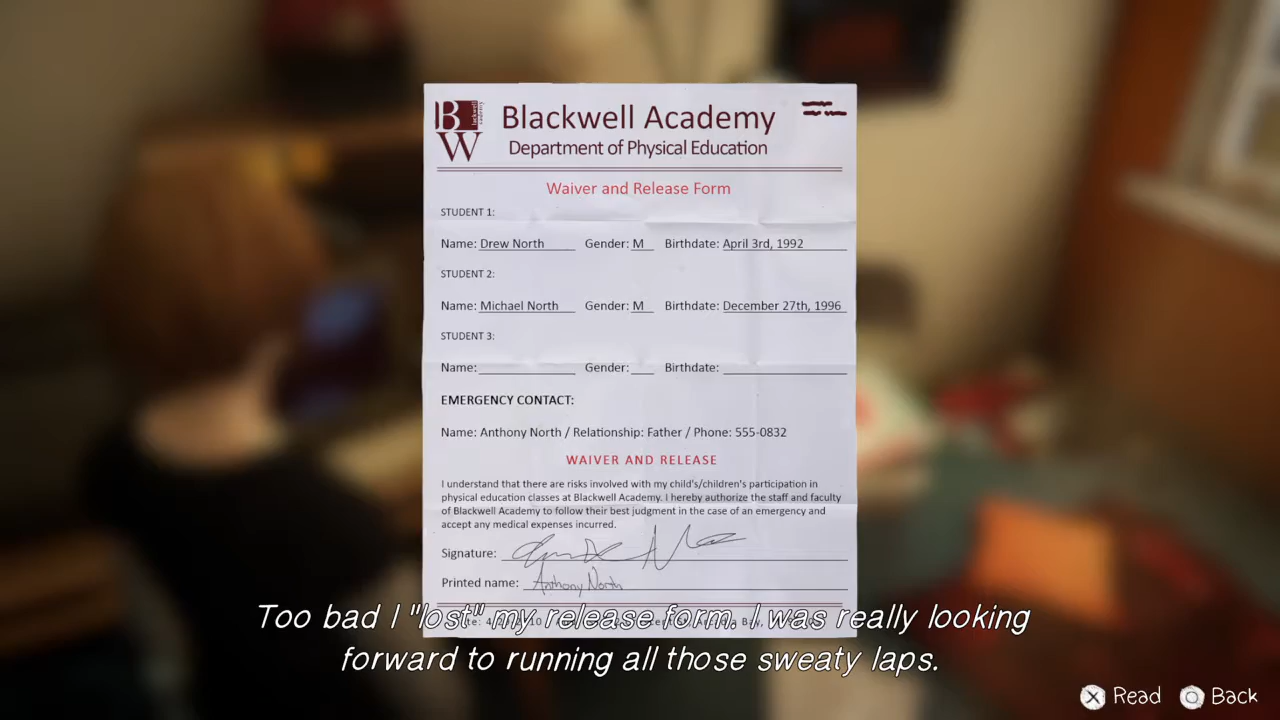 BW Blackwell Academy
Blackwell Academy
Department of Physical Education
Waiver and Release Form
STUDENT 1:
Name: Drew North Gender: M Birthdate: April 3rd, 1992
STUDENT 2:
Name: Michael North Gender: M Birthdate: December 27th, 1996
STUDENT 3:
Name: Gender: Birthdate:
EMERGENCY CONTACT:
Name: Anthony North / Relationship: Father / Phone: 555-0832
WAIVER AND RELEASE
I understand that there are risks involved with my child's/children's participation in
physical education classes at Blackwell Academy. I hereby authorize the staff and faculty
of Blackwell Academy to follow their best judgment in the case of an emergency and
accept any medical expenses incurred.
Signature:
Printed name: Anthony North
Too bad I "lost" my release form. I was really looking
forward to running all those sweaty laps.
Read Back